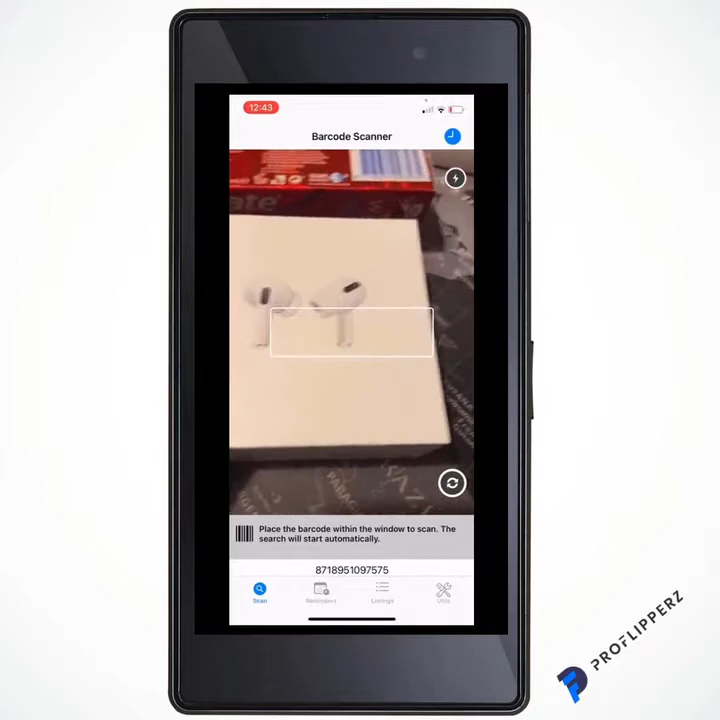 12:43
Barcode Scanner
ate
Place the barcode within the window to scan. The
search will start automatically.
8718951097575
Scan
Reminders
Listings
Utils
PROFLIPPERZ